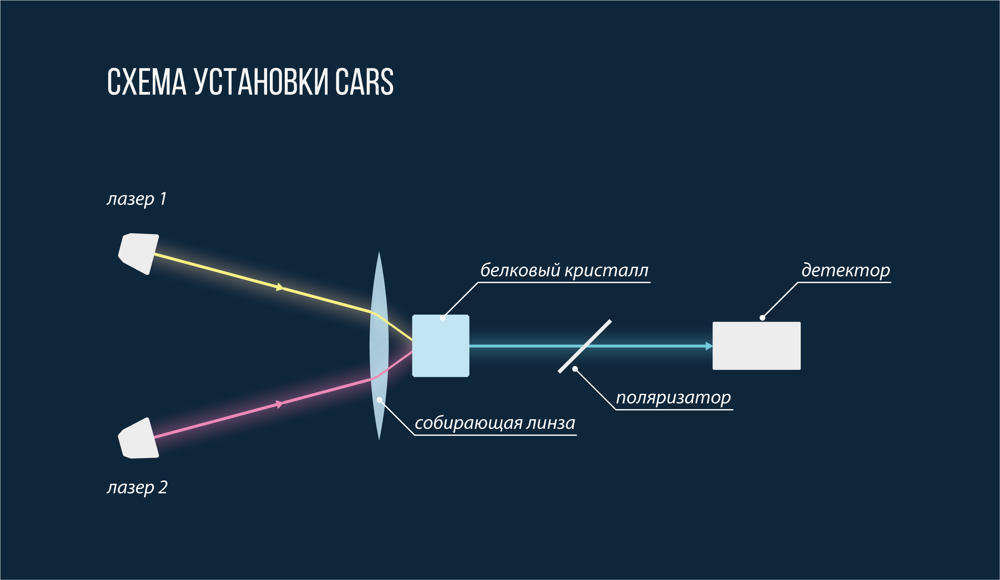 СХЕМА УСТАНОВКИ CARS
лазер 1
белковый кристалл
детектор
поляризатор
собирающая линза
лазер 2